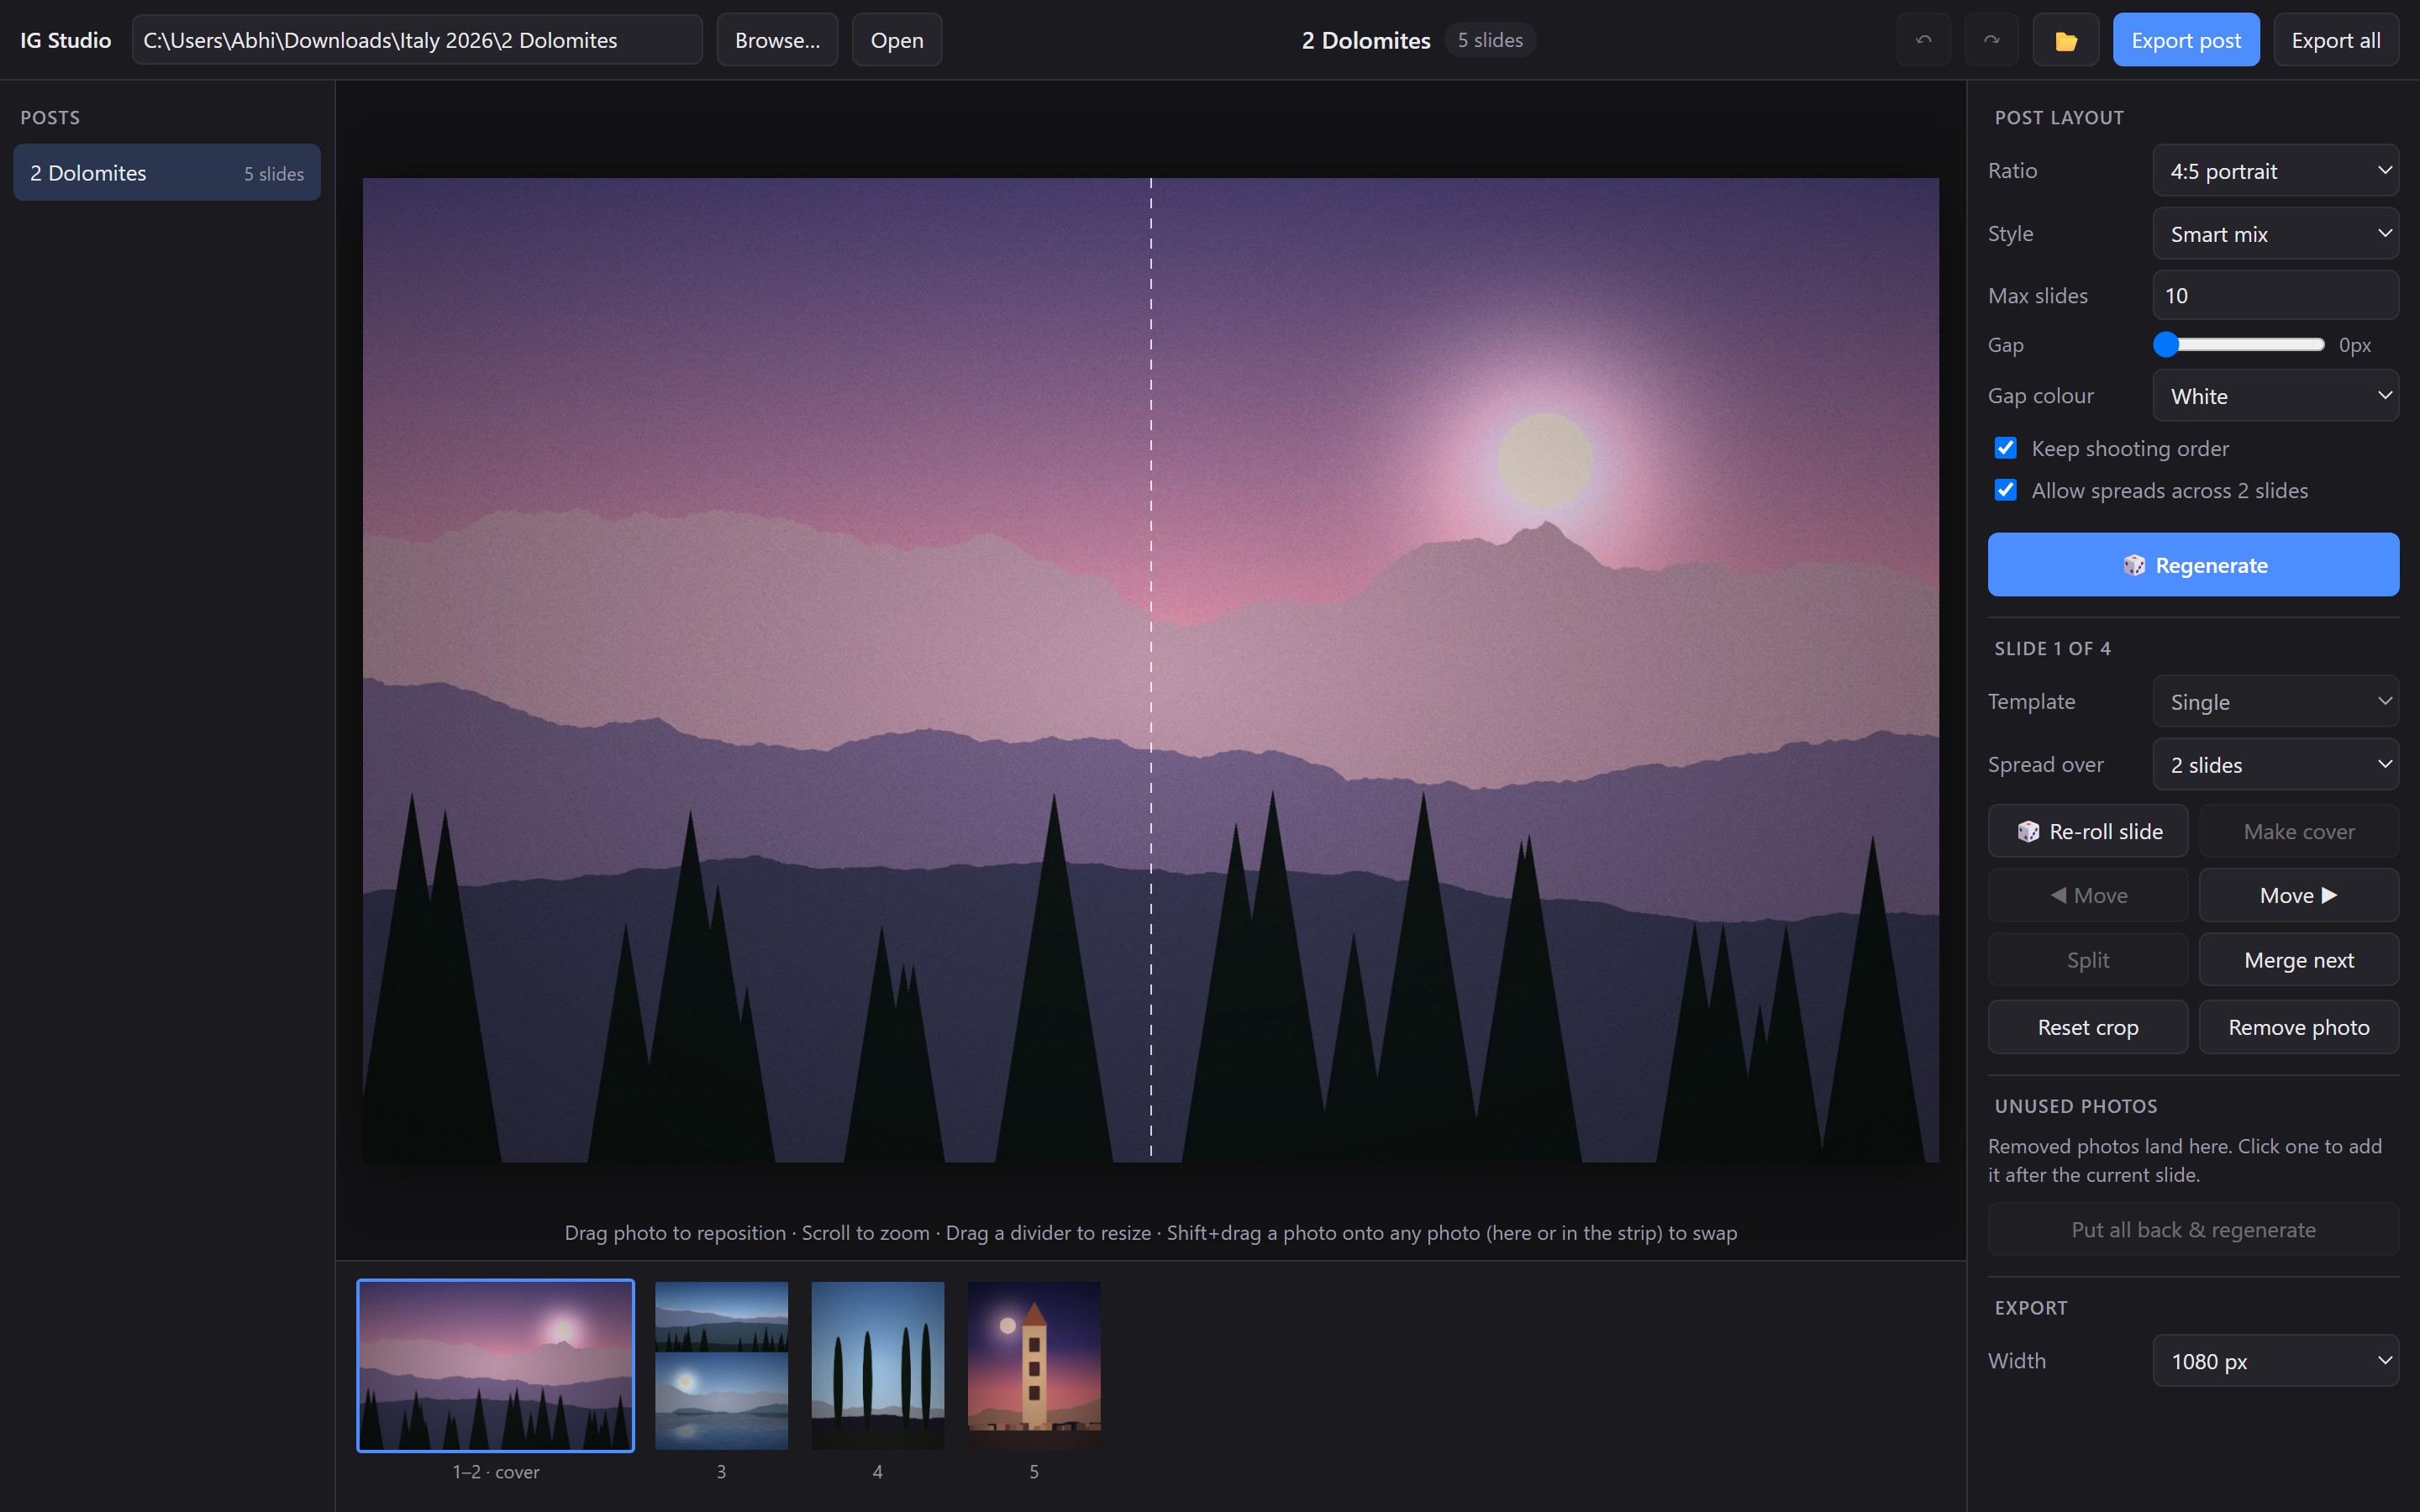 IG Studio
C:\Users\Abhi\Downloads\Italy 2026\2 Dolomites
Browse...
Open
2 Dolomites
5 slides
Export post
Export all
POSTS
2 Dolomites
5 slides
POST LAYOUT
Ratio
4:5 portrait
Style
Smart mix
Max slides
10
Gap
0px
Gap colour
White
Keep shooting order
Allow spreads across 2 slides
Regenerate
SLIDE 1 OF 4
Template
Single
Spread over
2 slides
Re-roll slide
Make cover
◀ Move
Move ▶
Split
Merge next
Reset crop
Remove photo
UNUSED PHOTOS
Removed photos land here. Click one to add
it after the current slide.
Put all back & regenerate
EXPORT
Width
1080 px
Drag photo to reposition · Scroll to zoom · Drag a divider to resize · Shift+drag a photo onto any photo (here or in the strip) to swap
1–2 · cover
3
4
5